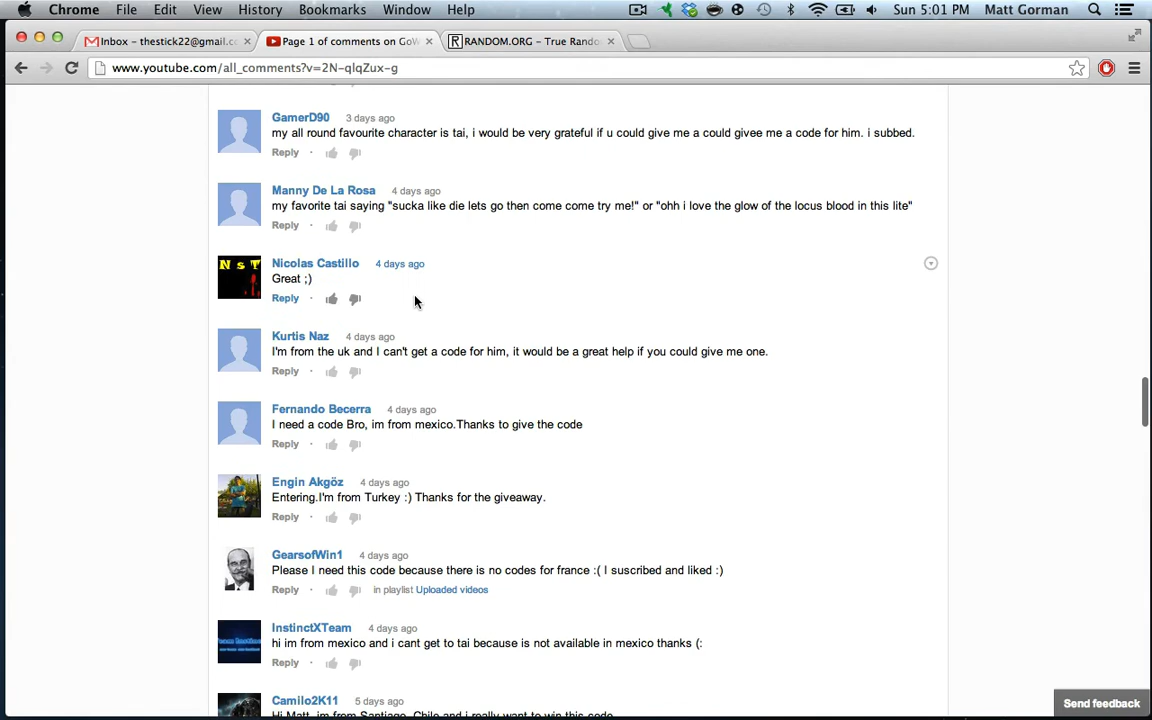 Chrome File Edit View History Bookmarks Window Help Sun 5:01 PM Matt Gorman
Inbox - thestick22@gmail.c Page 1 of comments on GoW RANDOM.ORG - True Rando
www.youtube.com/all_comments?v=2N-qlqZux-g
GamerD90 3 days ago
my all round favourite character is tai, i would be very grateful if u could give me a could givee me a code for him. i subbed.
Reply ·
Manny De La Rosa 4 days ago
my favorite tai saying "sucka like die lets go then come come try me!" or "ohh i love the glow of the locus blood in this lite"
Reply ·
N s T
Nicolas Castillo 4 days ago
Great ;)
Reply ·
Kurtis Naz 4 days ago
I'm from the uk and I can't get a code for him, it would be a great help if you could give me one.
Reply ·
Fernando Becerra 4 days ago
I need a code Bro, im from mexico.Thanks to give the code
Reply ·
Engin Akgöz 4 days ago
Entering.I'm from Turkey :) Thanks for the giveaway.
Reply ·
GearsofWin1 4 days ago
Please I need this code because there is no codes for france :( I suscribed and liked :)
Reply · in playlist Uploaded videos
InstinctXTeam 4 days ago
hi im from mexico and i cant get to tai because is not available in mexico thanks (:
Reply ·
Camilo2K11 5 days ago
Hi Matt, im from Santiago, Chile and i really want to win this code
Send feedback